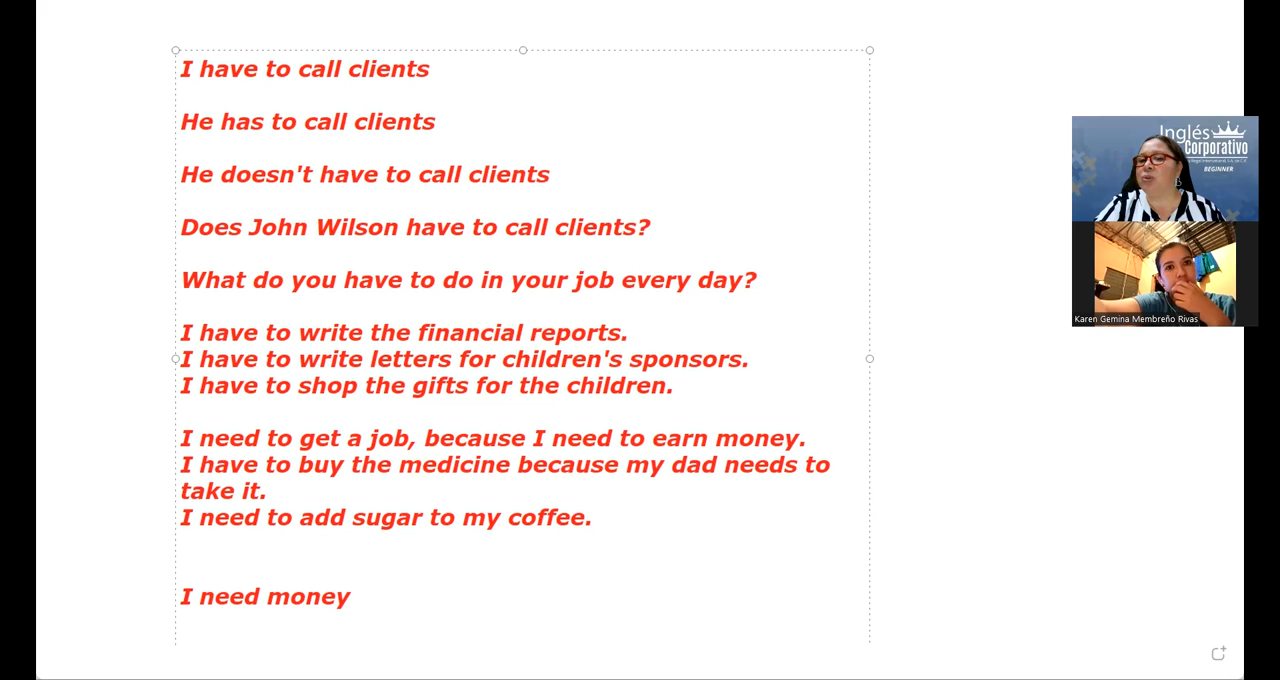 I have to call clients
He has to call clients
He doesn't have to call clients
Does John Wilson have to call clients?
What do you have to do in your job every day?
I have to write the financial reports.
I have to write letters for children's sponsors.
I have to shop the gifts for the children.
I need to get a job, because I need to earn money.
I have to buy the medicine because my dad needs to
take it.
I need to add sugar to my coffee.
I need money
Inglés
Corporativo
BEGINNER
Karen Gemina Membreño Rivas